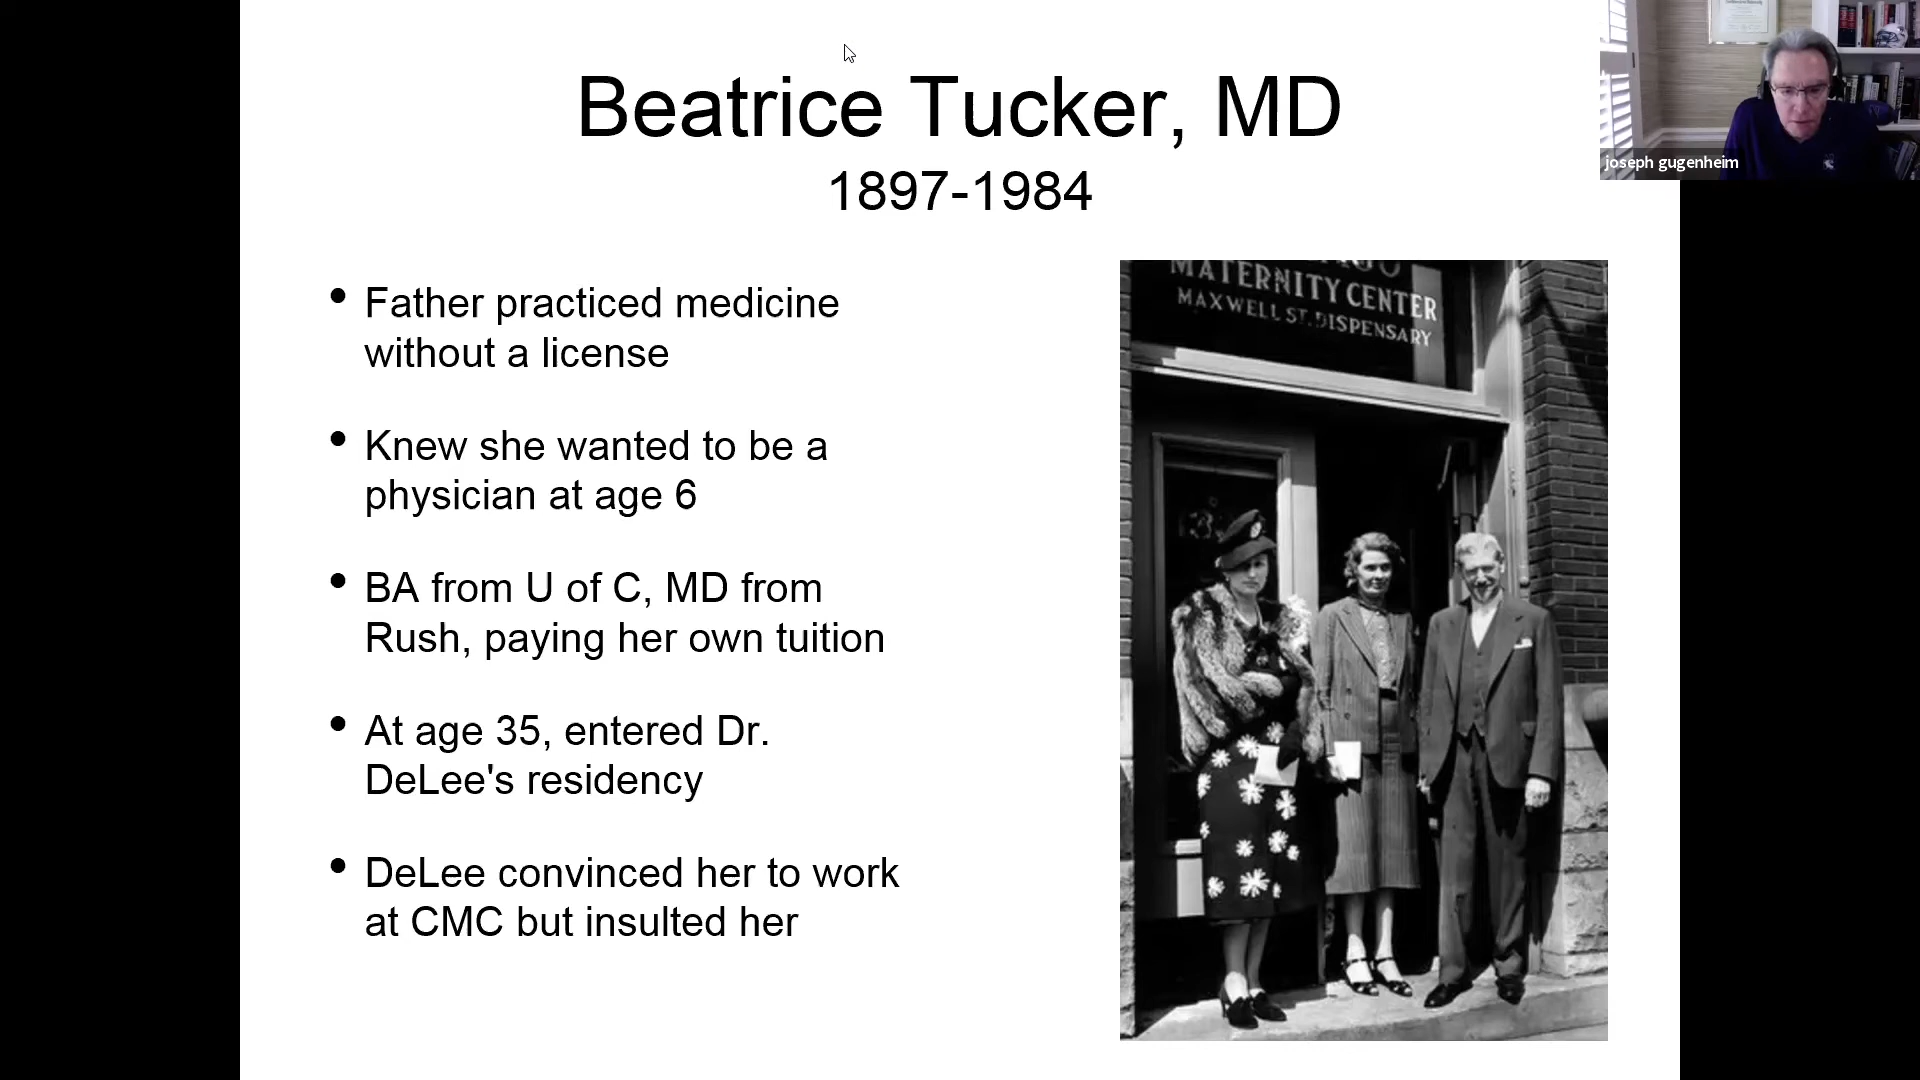 Beatrice Tucker, MD
1897-1984
joseph gugenheim
• Father practiced medicine
without a license
• Knew she wanted to be a
physician at age 6
• BA from U of C, MD from
Rush, paying her own tuition
• At age 35, entered Dr.
DeLee's residency
• DeLee convinced her to work
at CMC but insulted her
MATERNITY CENTER
MAXWELL ST. DISPENSARY